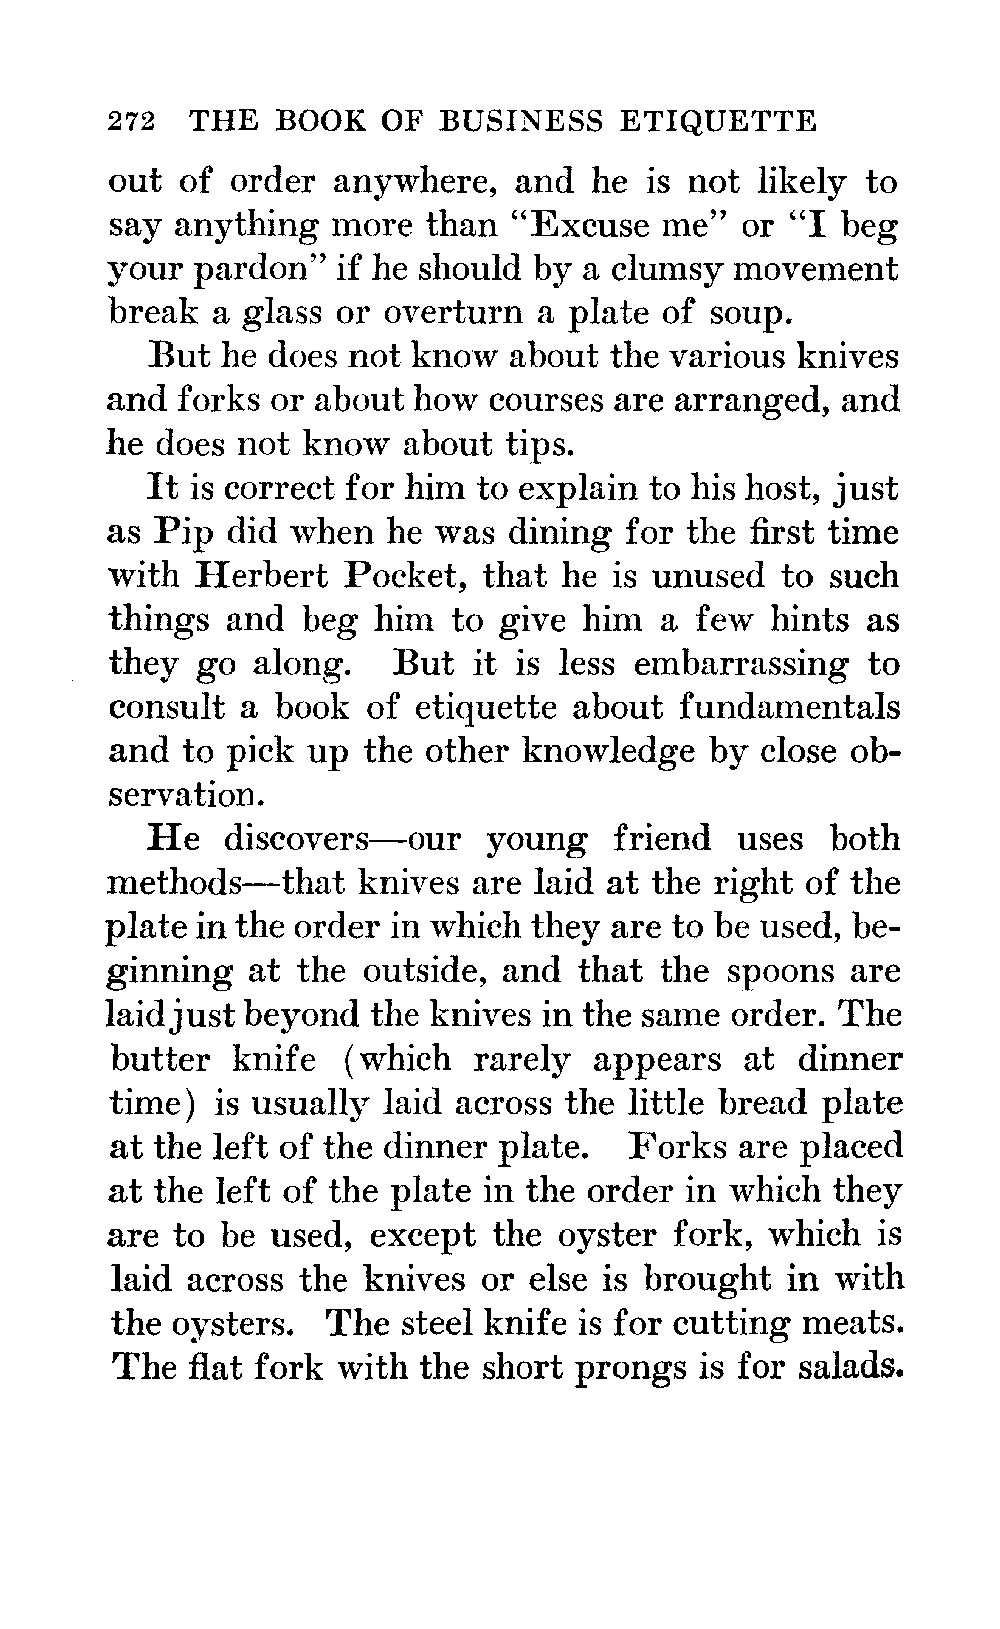 272 THE BOOK OF BUSINESS ETIQUETTE
out of order anywhere, and he is not likely to
say anything more than “Excuse me” or “I beg
your pardon” if he should by a clumsy movement
break a glass or overturn a plate of soup.
But he does not know about the various knives
and forks or about how courses are arranged, and
he does not know about tips.
It is correct for him to explain to his host, just
as Pip did when he was dining for the first time
with Herbert Pocket, that he is unused to such
things and beg him to give him a few hints as
they go along. But it is less embarrassing to
consult a book of etiquette about fundamentals
and to pick up the other knowledge by close ob-
servation.
He discovers—our young friend uses both
methods—that knives are laid at the right of the
plate in the order in which they are to be used, be-
ginning at the outside, and that the spoons are
laid just beyond the knives in the same order. The
butter knife (which rarely appears at dinner
time) is usually laid across the little bread plate
at the left of the dinner plate. Forks are placed
at the left of the plate in the order in which they
are to be used, except the oyster fork, which is
laid across the knives or else is brought in with
the oysters. The steel knife is for cutting meats.
The flat fork with the short prongs is for salads.